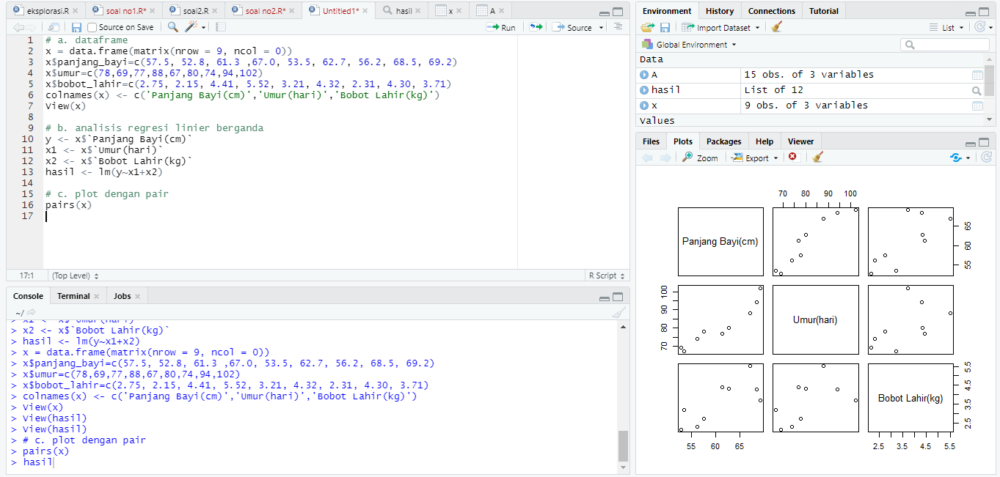 eksplorasi.R
soal no1.R*
soal2.R
soal no2.R*
Untitled1*
hasil
x
A
Source on Save
Run
Source
1 # a. dataframe
2 x = data.frame(matrix(nrow = 9, ncol = 0))
3 x$panjang_bayi=c(57.5, 52.8, 61.3 ,67.0, 53.5, 62.7, 56.2, 68.5, 69.2)
4 x$umur=c(78,69,77,88,67,80,74,94,102)
5 x$bobot_lahir=c(2.75, 2.15, 4.41, 5.52, 3.21, 4.32, 2.31, 4.30, 3.71)
6 colnames(x) <- c('Panjang Bayi(cm)','Umur(hari)','Bobot Lahir(kg)')
7 View(x)
8
9 # b. analisis regresi linier berganda
10 y <- x$`Panjang Bayi(cm)`
11 x1 <- x$`Umur(hari)`
12 x2 <- x$`Bobot Lahir(kg)`
13 hasil <- lm(y~x1+x2)
14
15 # c. plot dengan pair
16 pairs(x)
17
17:1 (Top Level) R Script
Console Terminal Jobs
~/
> x1 <- x$`Umur(hari)`
> x2 <- x$`Bobot Lahir(kg)`
> hasil <- lm(y~x1+x2)
> x = data.frame(matrix(nrow = 9, ncol = 0))
> x$panjang_bayi=c(57.5, 52.8, 61.3 ,67.0, 53.5, 62.7, 56.2, 68.5, 69.2)
> x$umur=c(78,69,77,88,67,80,74,94,102)
> x$bobot_lahir=c(2.75, 2.15, 4.41, 5.52, 3.21, 4.32, 2.31, 4.30, 3.71)
> colnames(x) <- c('Panjang Bayi(cm)','Umur(hari)','Bobot Lahir(kg)')
> View(x)
> View(hasil)
> View(hasil)
> # c. plot dengan pair
> pairs(x)
> hasil
Environment History Connections Tutorial
Import Dataset List
Global Environment
Data
A 15 obs. of 3 variables
hasil List of 12
x 9 obs. of 3 variables
Values
Files Plots Packages Help Viewer
Zoom Export
70 80 90 100
Panjang Bayi(cm)
55 60 65
70 80 90 100
Umur(hari)
Bobot Lahir(kg)
2.5 3.5 4.5 5.5
55 60 65
2.5 3.5 4.5 5.5